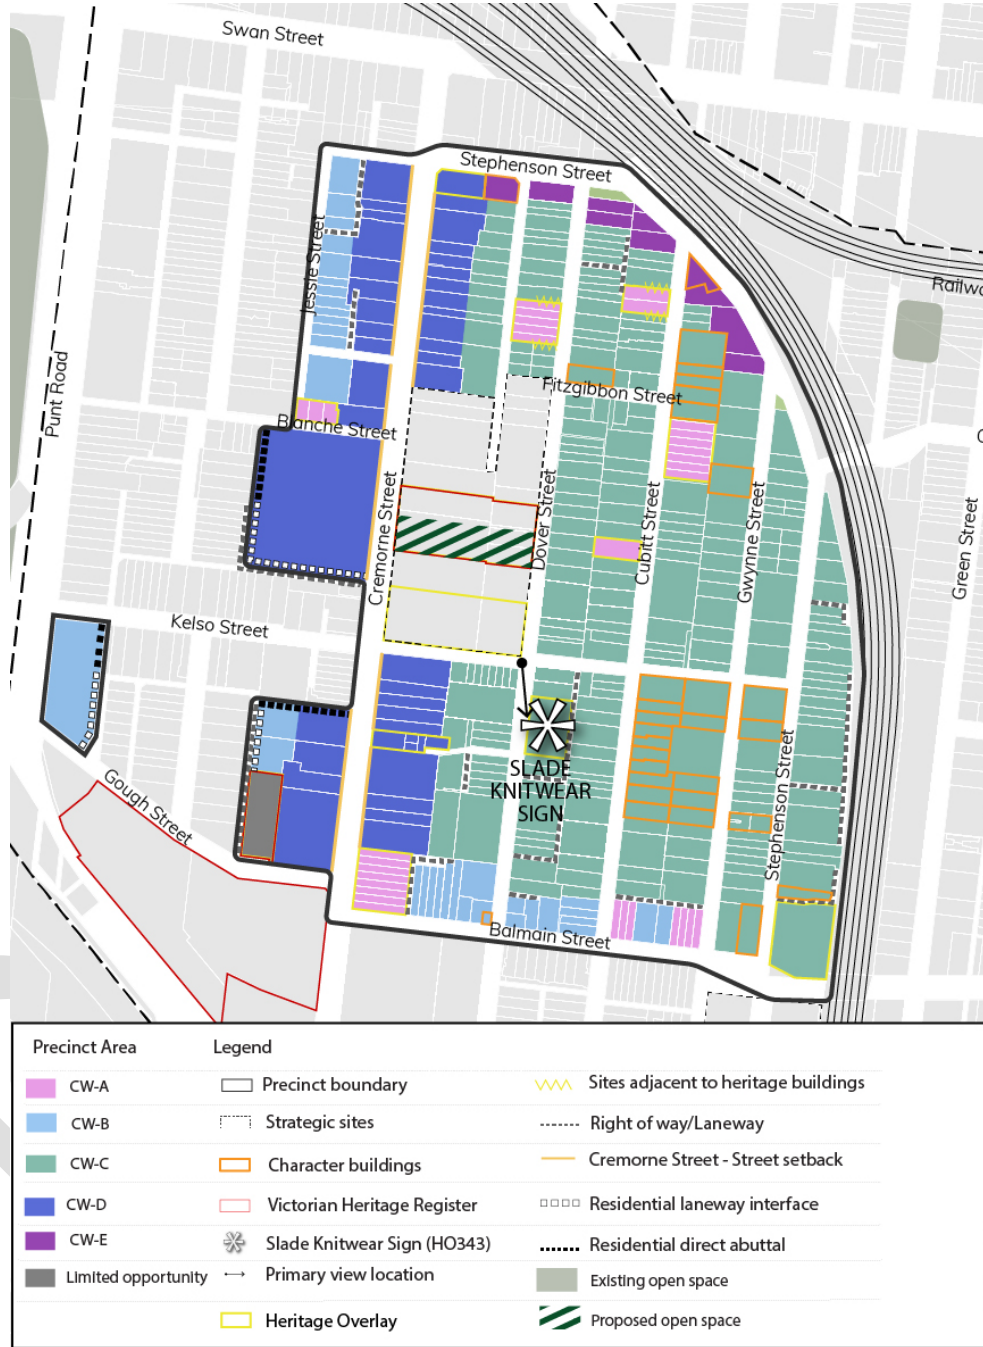 Swan Street
Stephenson Street
Jessie Street
Railwa
Punt Road
Fitzgibbon Street
Blanche Street
Cremorne Street
Dover Street
Cubitt Street
Gwynne Street
Green Street
Kelso Street
SLADE
KNITWEAR
SIGN
Stephenson Street
Gough Street
Balmain Street
Precinct Area
Legend
CW-A
Precinct boundary
Sites adjacent to heritage buildings
CW-B
Strategic sites
Right of way/Laneway
CW-C
Character buildings
Cremorne Street - Street setback
CW-D
Victorian Heritage Register
Residential laneway interface
CW-E
Slade Knitwear Sign (HO343)
Residential direct abuttal
Limited opportunity
Primary view location
Existing open space
Heritage Overlay
Proposed open space